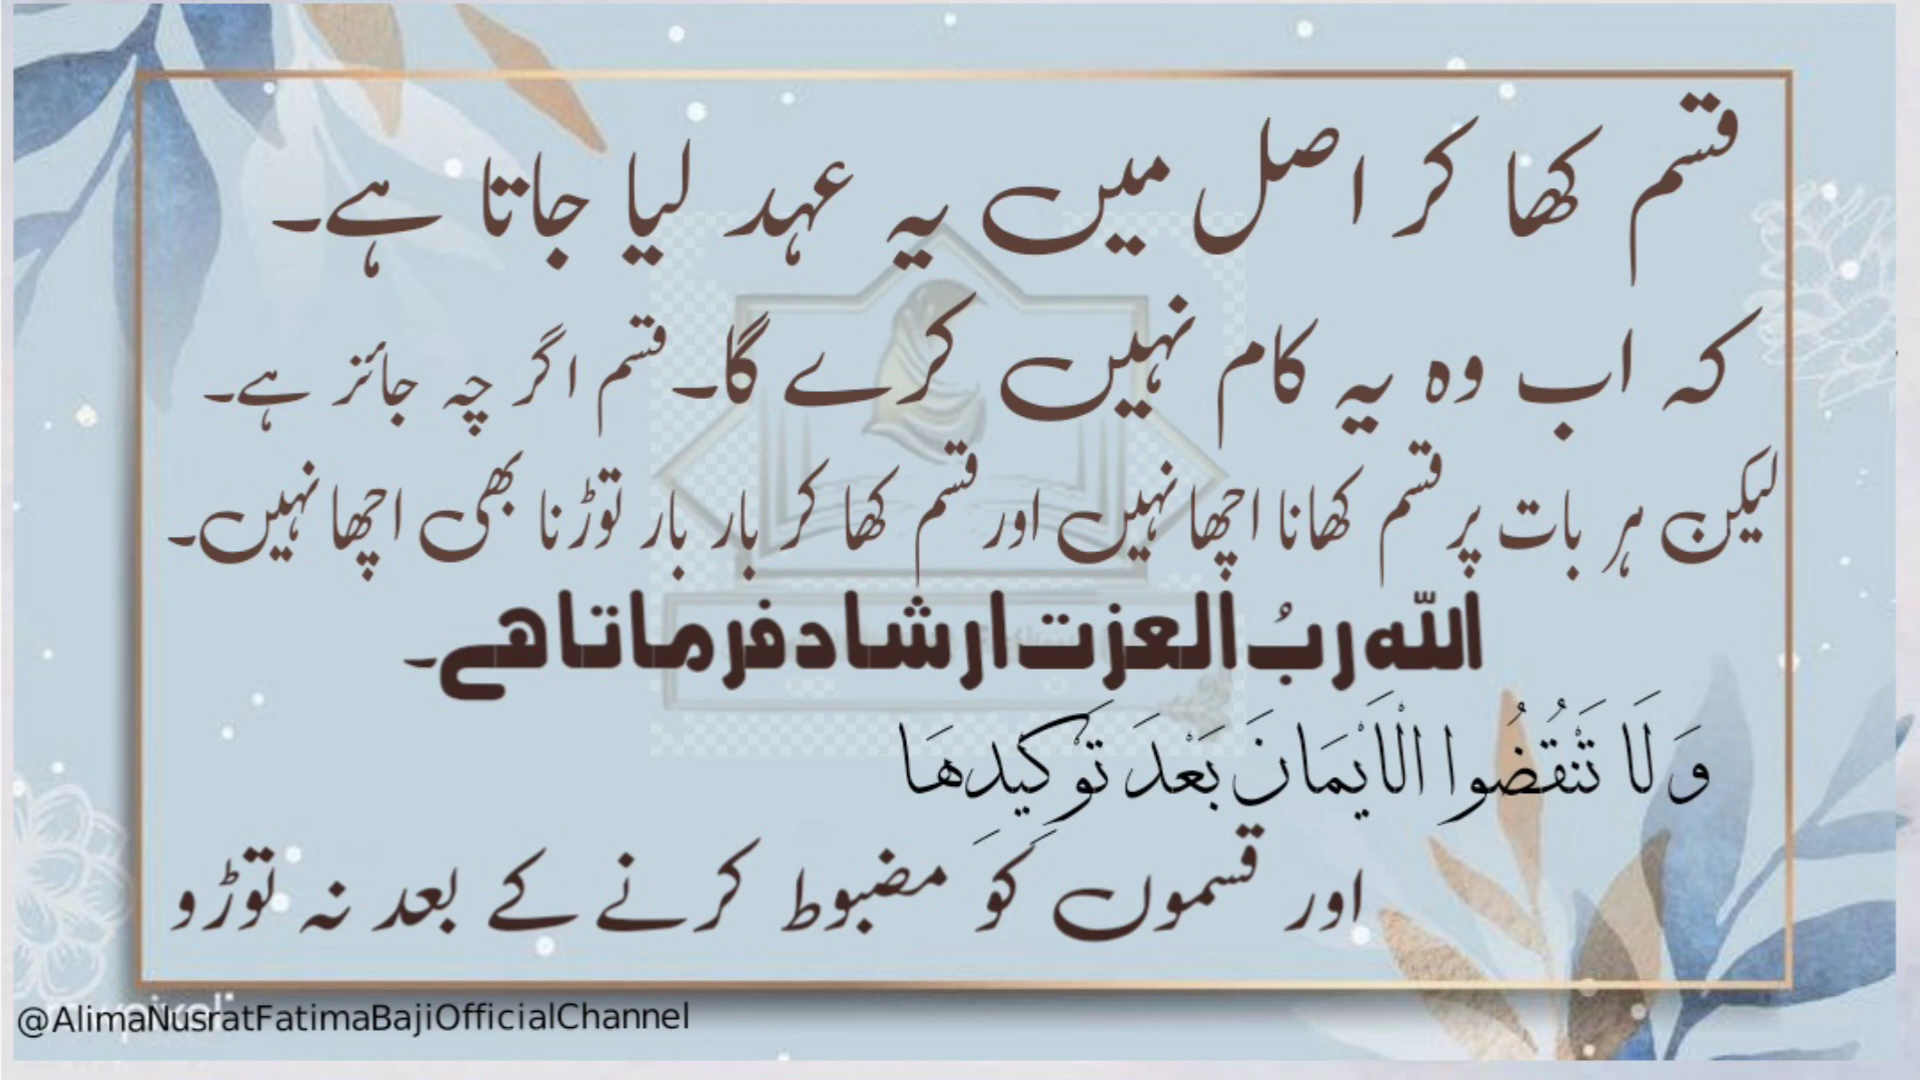 قسم کھا کر اصل میں یہ عہد لیا جاتا ہے۔
کہ اب وہ یہ کام نہیں کرے گا۔ قسم اگر چہ جائز ہے۔
لیکن ہر بات پر قسم کھانا اچھا نہیں اور قسم کھا کر بار بار توڑنا بھی اچھا نہیں۔
اللّٰہ ربُ العزت ارشاد فرماتا ھے۔
وَ لَا تَنْقُضُوا الْاَیْمَانَ بَعْدَ تَوْكِیْدِهَا
اور قسموں کو مضبوط کرنے کے بعد نہ توڑو
@AlimaNusratFatimaBajiOfficialChannel